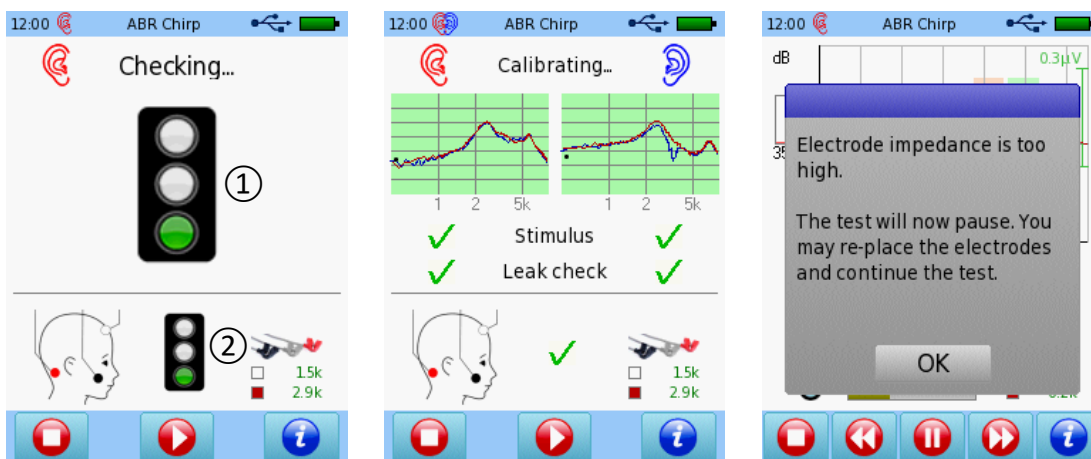 12:00 ABR Chirp
Checking…
①
②
1.5k
2.9k
12:00 ABR Chirp
Calibrating…
1 2 5k 1 2 5k
Stimulus
Leak check
1.5k
2.9k
12:00 ABR Chirp
dB 0.3µV
35
Electrode impedance is too
high.
The test will now pause. You
may re-place the electrodes
and continue the test.
OK